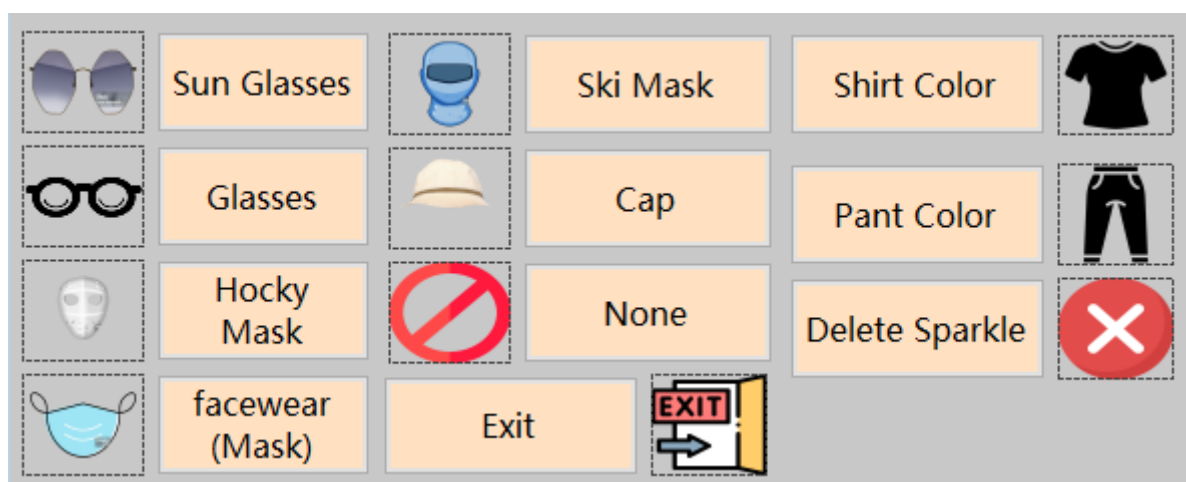 Sun Glasses
Ski Mask
Shirt Color
Glasses
Cap
Pant Color
Hocky
Mask
None
Delete Sparkle
facewear
(Mask)
Exit
EXIT